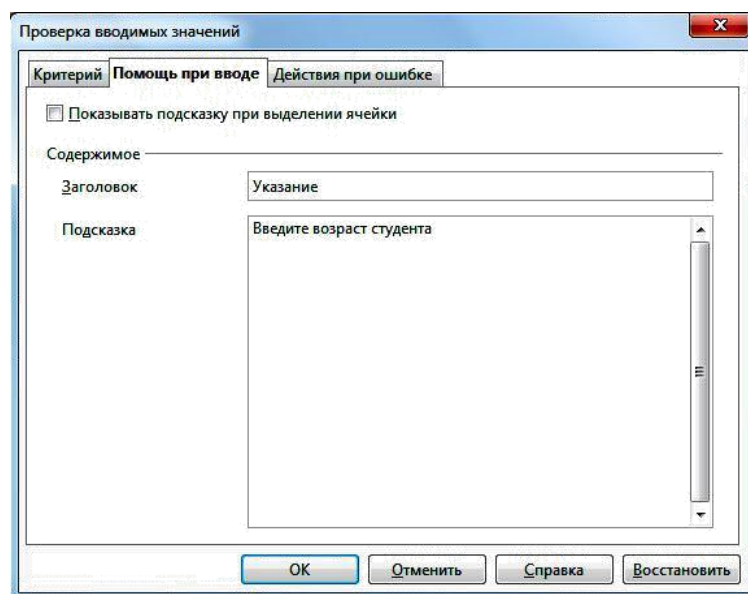 Проверка вводимых значений
Критерий Помощь при вводе Действия при ошибке
Показывать подсказку при выделении ячейки
Содержимое
Заголовок Указание
Подсказка Введите возраст студента
OK Отменить Справка Восстановить